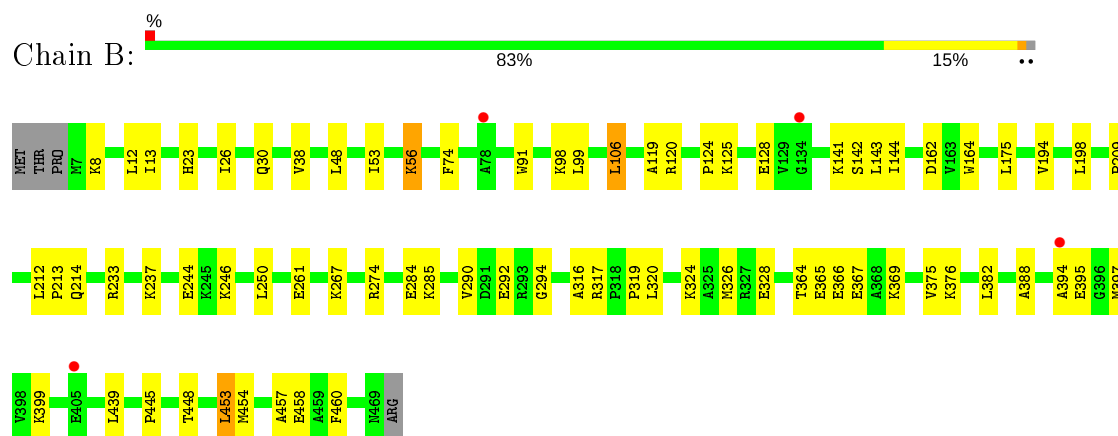 %
Chain B:
83% 15% ••
MET THR PRO M7 K8 L12 I13 H23 I26 Q30 V38 L48 I53 K56 F74 A78 W91 K98 L99 L106 A119 R120 P124 K125 E128 V129 G134 K141 S142 L143 I144 D162 V163 W164 L175 V194 L198
L212 P213 Q214 R233 K237 E244 K245 K246 L250 E261 K267 R274 E284 K285 V290 D291 E292 R293 G294 A316 R317 P318 P319 L320 K324 A325 M326 R327 E328 T364 E365 E366 E367 A368 K369 V375 K376 L382 A388 A394 E395 G396 M397
V398 K399 E405 L439 P445 T448 L453 M454 A457 E458 A459 F460 N469 ARG